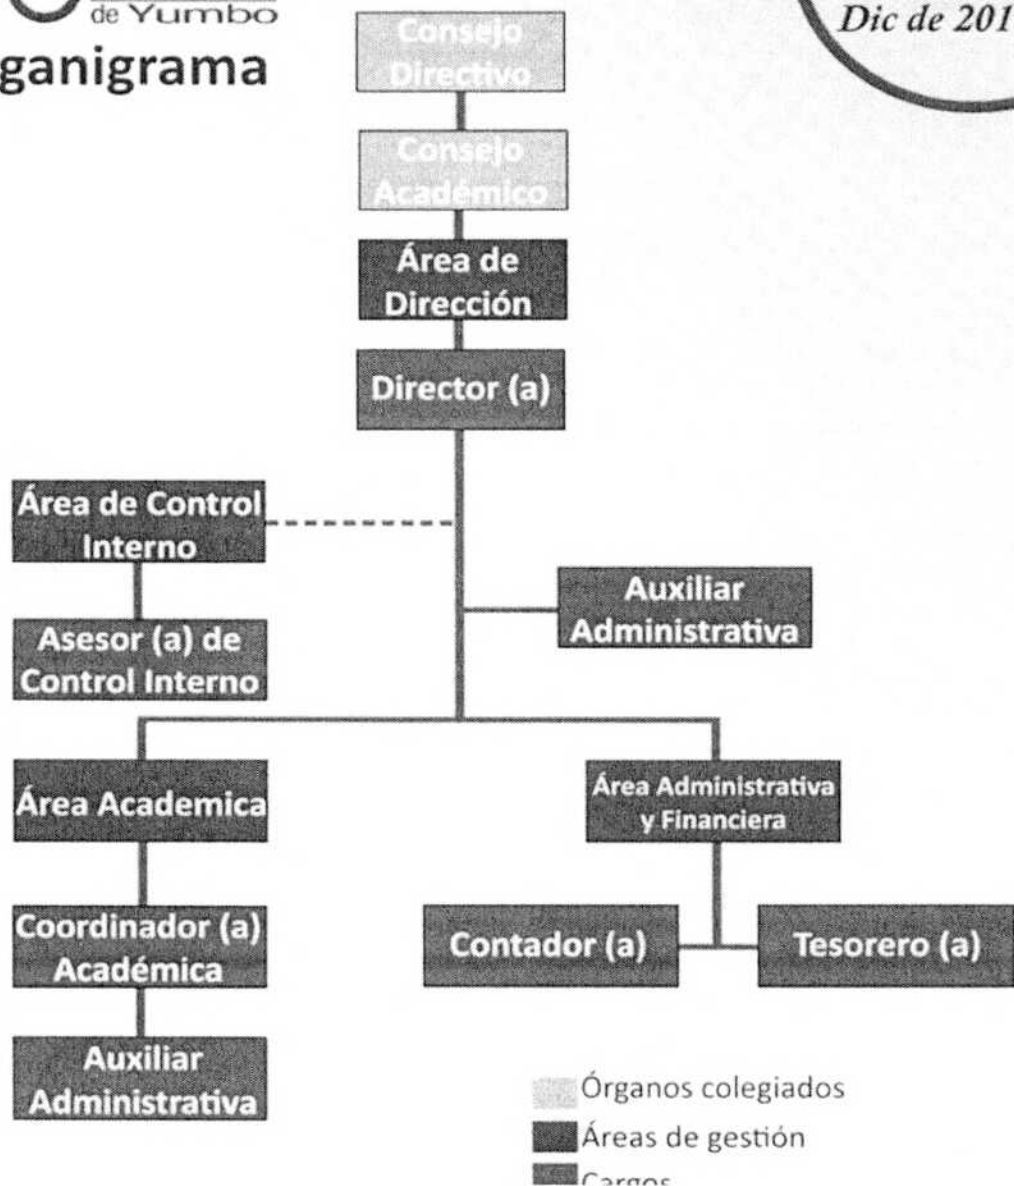 de Yumbo
ganigrama
Dic de 201
Consejo
Directivo
Consejo
Académico
Área de
Dirección
Director (a)
Área de Control
Interno
Auxiliar
Administrativa
Asesor (a) de
Control Interno
Área Academica
Área Administrativa
y Financiera
Coordinador (a)
Académica
Contador (a)
Tesorero (a)
Auxiliar
Administrativa
Órganos colegiados
Áreas de gestión
Cargos